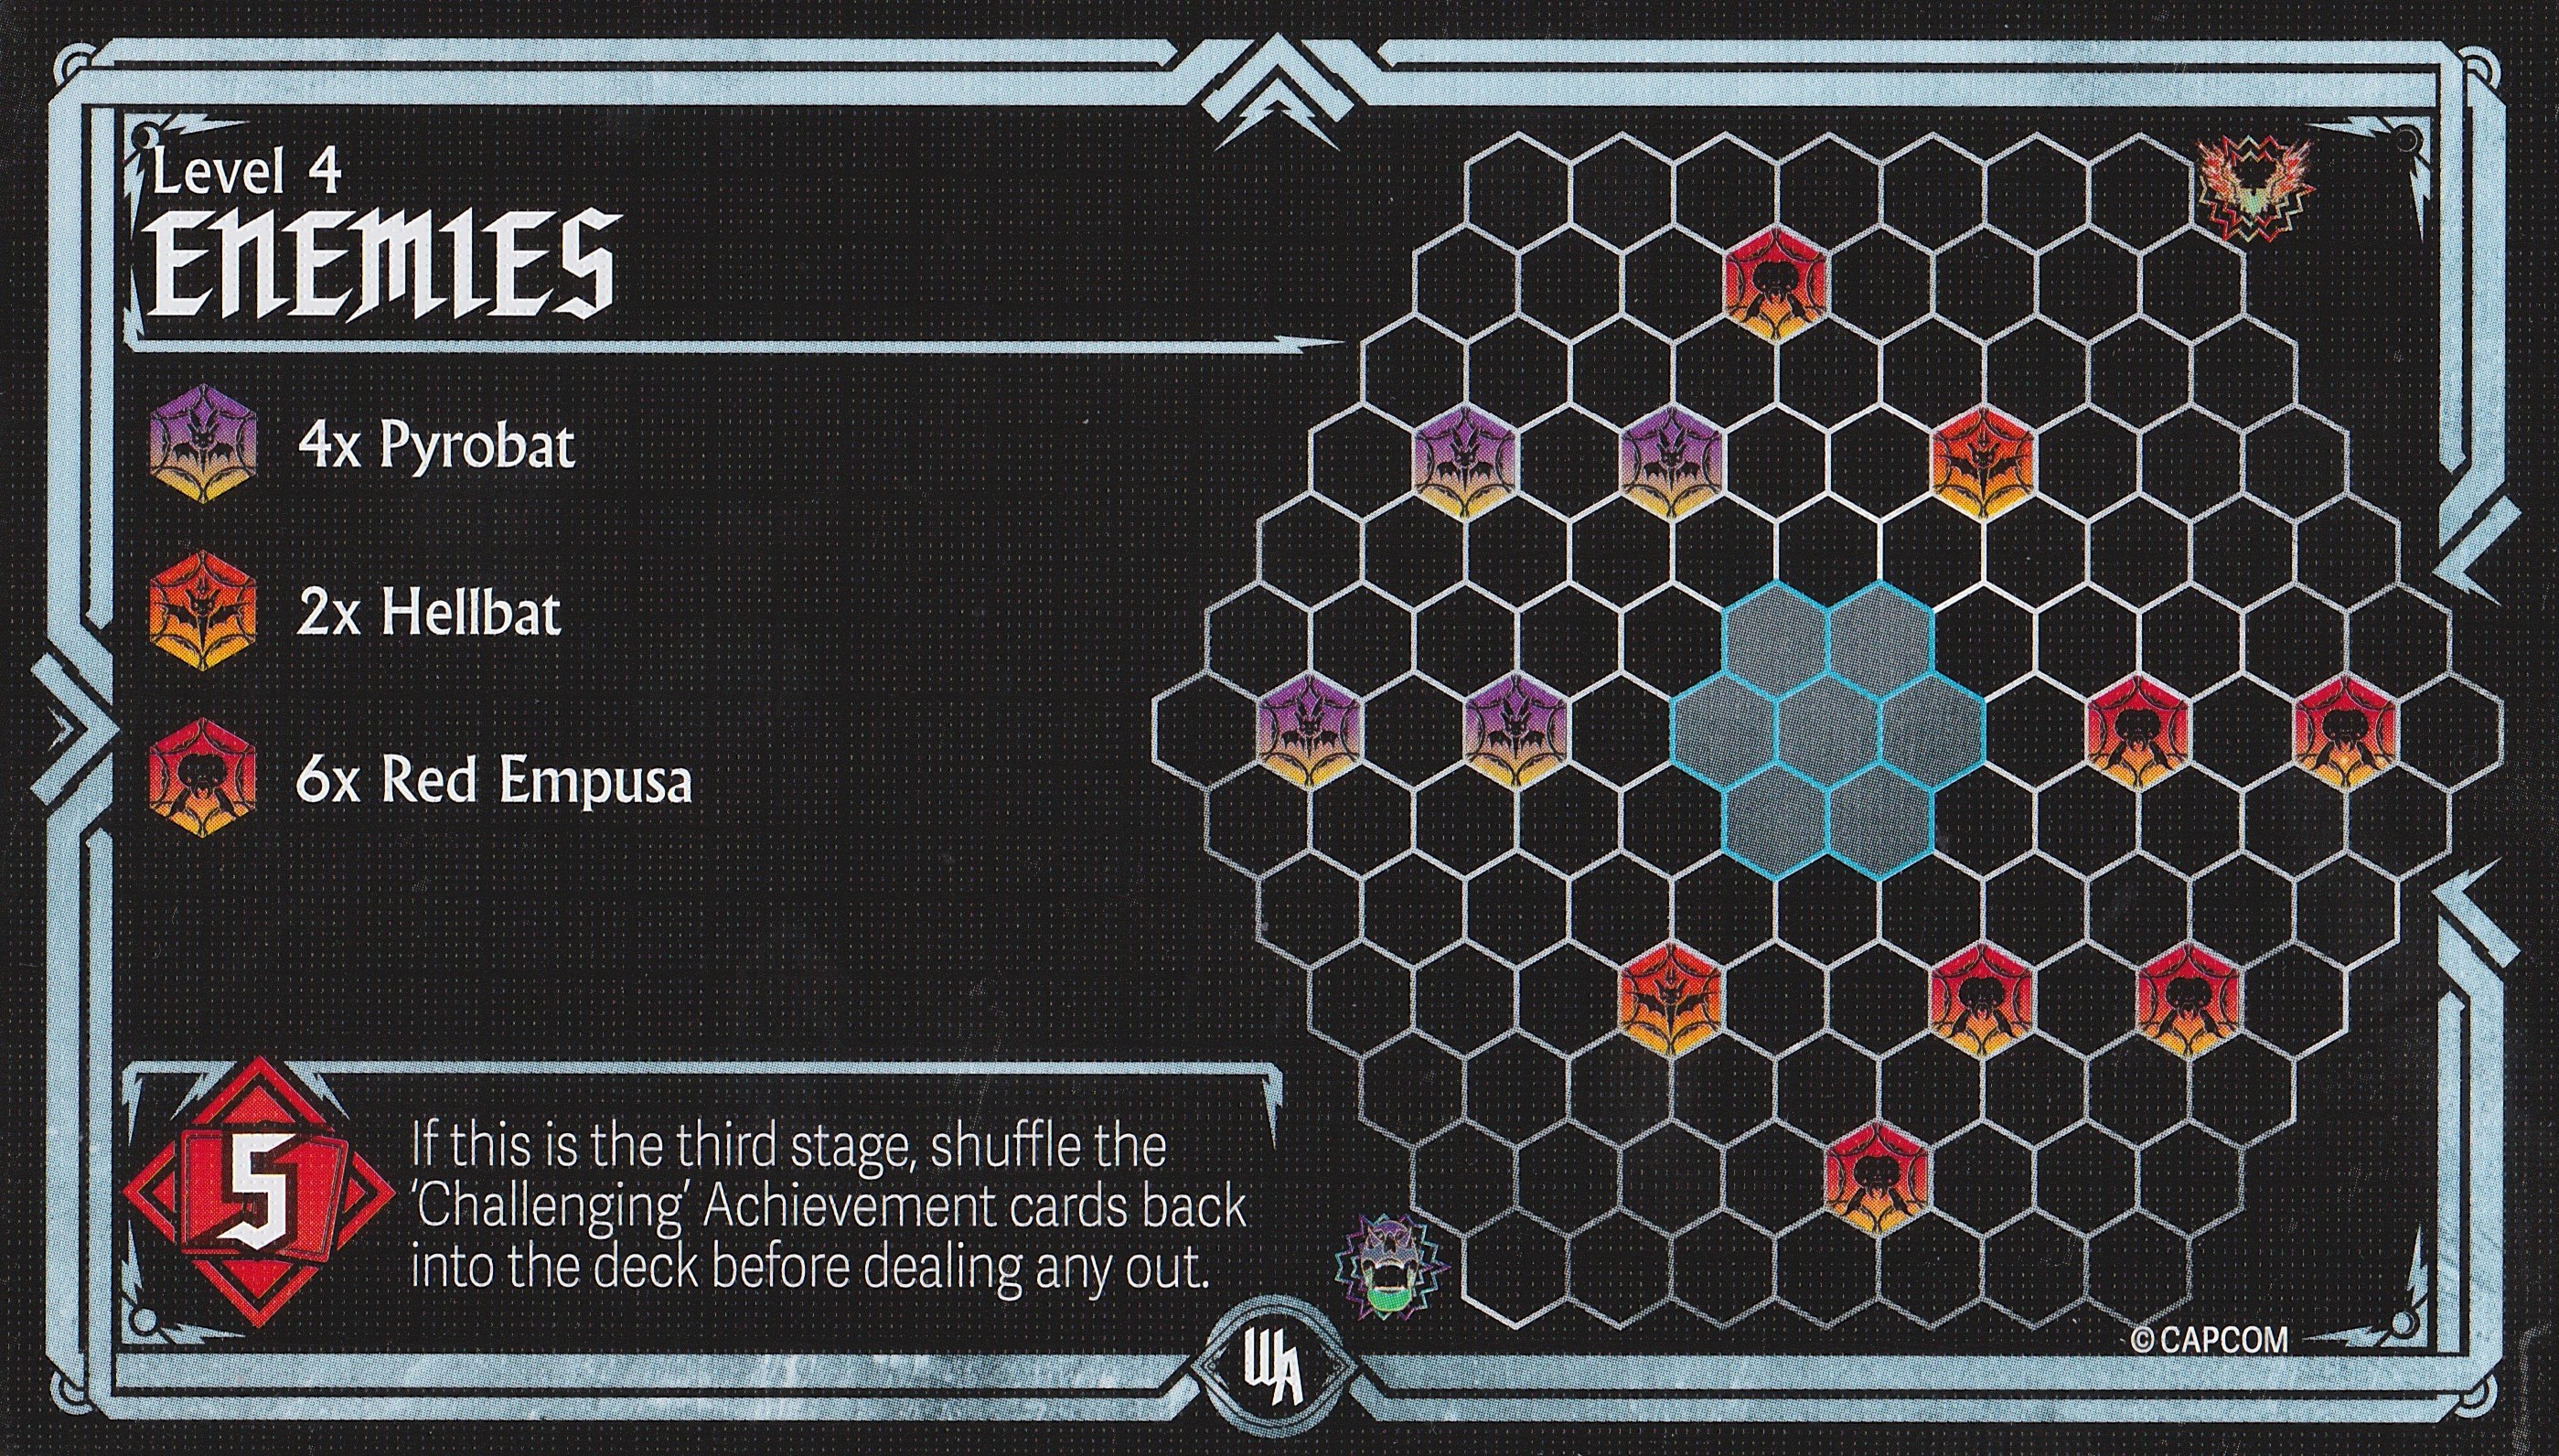 Level 4
ENEMIES
4x Pyrobat
2x Hellbat
6x Red Empusa
5
If this is the third stage, shuffle the
‘Challenging’ Achievement cards back
into the deck before dealing any out.
WA
© CAPCOM